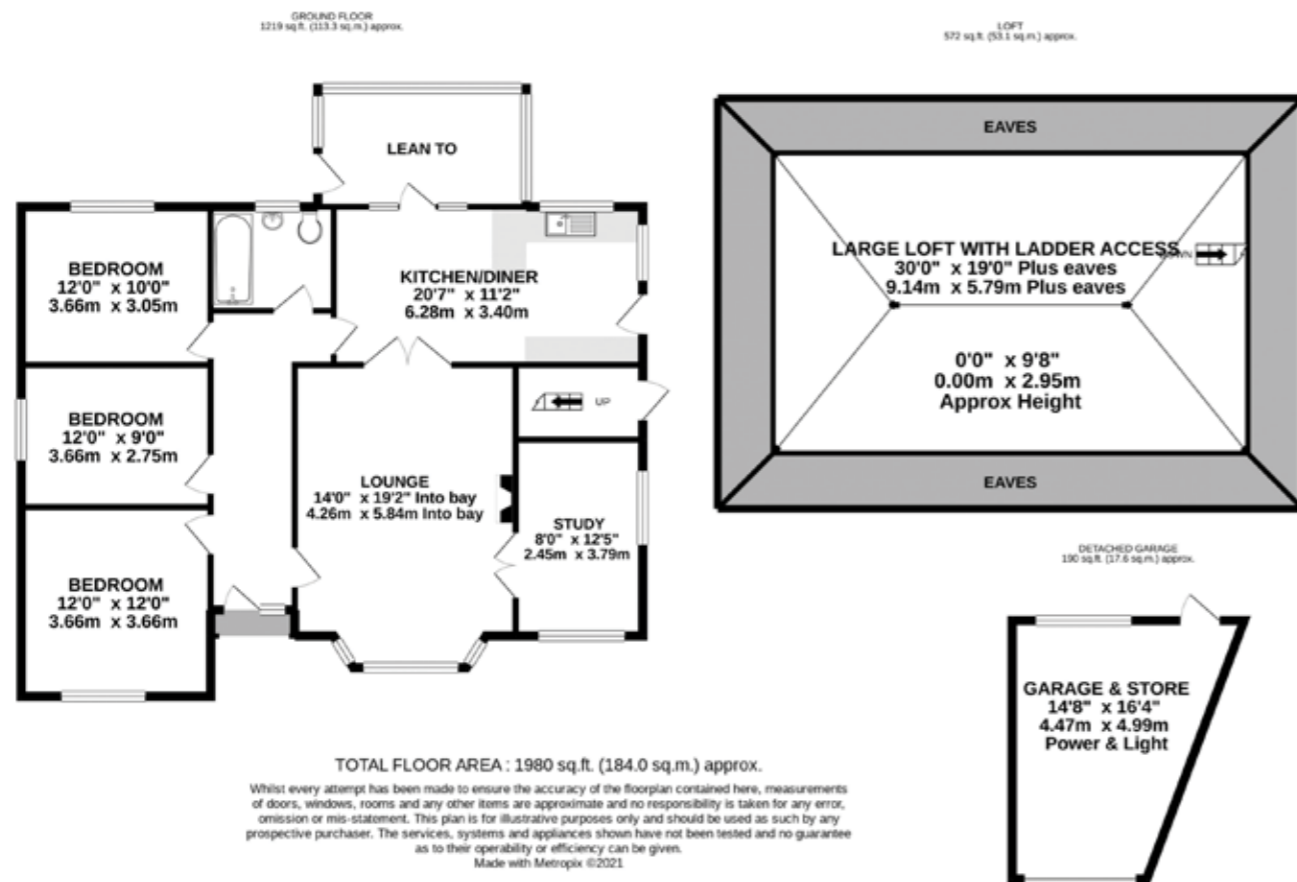 GROUND FLOOR
1219 sq.ft. (113.3 sq.m.) approx.
LEAN TO
BEDROOM
12'0" x 10'0"
3.66m x 3.05m
KITCHEN/DINER
20'7" x 11'2"
6.28m x 3.40m
UP
BEDROOM
12'0" x 9'0"
3.66m x 2.75m
LOUNGE
14'0" x 19'2" Into bay
4.26m x 5.84m Into bay
STUDY
8'0" x 12'5"
2.45m x 3.79m
BEDROOM
12'0" x 12'0"
3.66m x 3.66m
LOFT
572 sq.ft. (53.1 sq.m.) approx.
EAVES
LARGE LOFT WITH LADDER ACCESS
30'0" x 19'0" Plus eaves
9.14m x 5.79m Plus eaves
0'0" x 9'8"
0.00m x 2.95m
Approx Height
EAVES
DETACHED GARAGE
190 sq.ft. (17.6 sq.m.) approx.
GARAGE & STORE
14'8" x 16'4"
4.47m x 4.99m
Power & Light
TOTAL FLOOR AREA : 1980 sq.ft. (184.0 sq.m.) approx.
Whilst every attempt has been made to ensure the accuracy of the floorplan contained here, measurements
of doors, windows, rooms and any other items are approximate and no responsibility is taken for any error,
omission or mis-statement. This plan is for illustrative purposes only and should be used as such by any
prospective purchaser. The services, systems and appliances shown have not been tested and no guarantee
as to their operability or efficiency can be given.
Made with Metropix ©2021